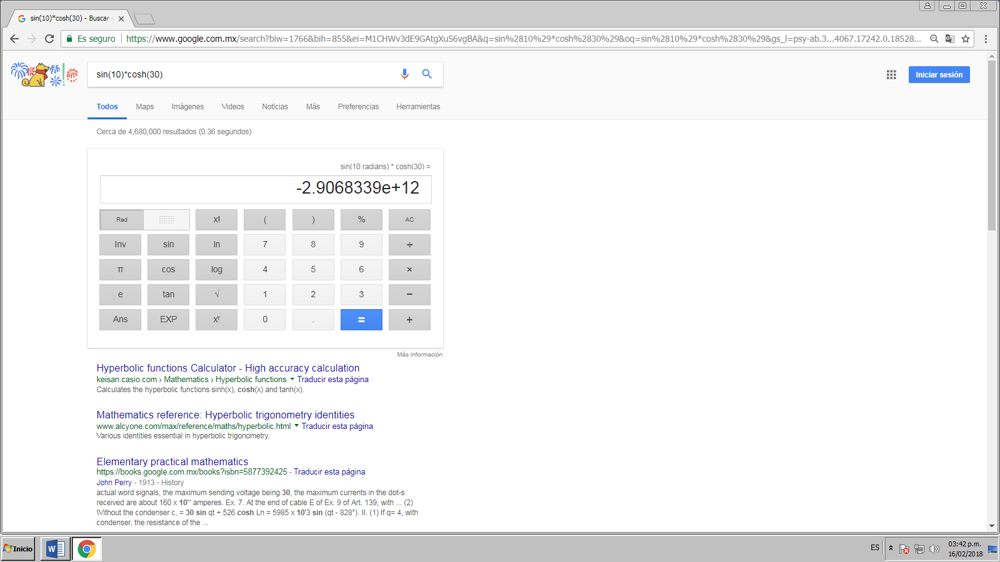 sin(10)*cosh(30) - Buscar
Es seguro
https://www.google.com.mx/search?biw=1766&bih=855&ei=M1CHWv3dE9GAtgXu56vgBA&q=sin%2810%29*cosh%2830%29&oq=sin%2810%29*cosh%2830%29&gs_l=psy-ab.3...4067.17242.0.18528...
sin(10)*cosh(30)
Iniciar sesión
Todos Maps Imágenes Videos Noticias Más Preferencias Herramientas
Cerca de 4,680,000 resultados (0.36 segundos)
sin(10 radians) * cosh(30) =
-2.9068339e+12
Rad x! ( ) % AC
Inv sin ln 7 8 9 ÷
π cos log 4 5 6 ×
e tan √ 1 2 3 −
Ans EXP xʸ 0 . = +
Más información
Hyperbolic functions Calculator - High accuracy calculation
keisan.casio.com › Mathematics › Hyperbolic functions ▼ Traducir esta página
Calculates the hyperbolic functions sinh(x), cosh(x) and tanh(x).
Mathematics reference: Hyperbolic trigonometry identities
www.alcyone.com/max/reference/maths/hyperbolic.html ▼ Traducir esta página
Various identities essential in hyperbolic trigonometry.
Elementary practical mathematics
https://books.google.com.mx/books?isbn=5877392425 - Traducir esta página
John Perry - 1913 - History
actual word signals, the maximum sending voltage being 30, the maximum currents in the dot-s
received are about 160 x 10'" amperes. Ex. 7. At the end of cable E of Ex. 9 of Art. 139, with ... (2)
\Vithout the condenser c, = 30 sin qt + 526 cosh Ln = 5985 x 10'3 sin (qt - 828°). II. (1) If q= 4, with
condenser, the resistance of the ...
Inicio
ES
03:42 p.m.
16/02/2018